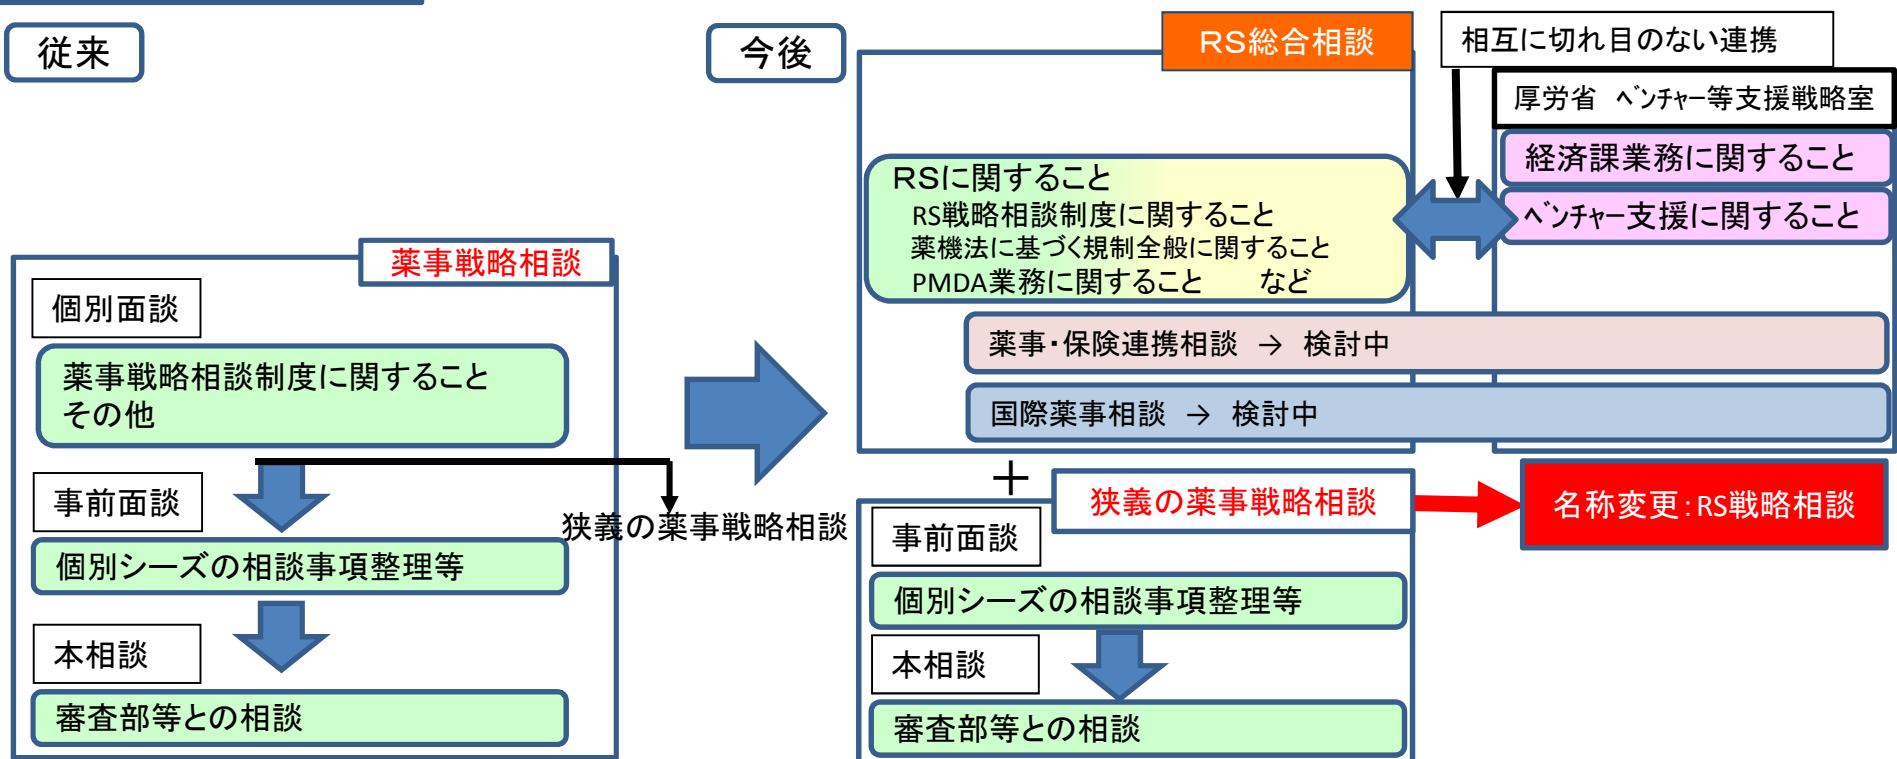 従来
薬事戦略相談
個別面談
薬事戦略相談制度に関すること
その他
事前面談
狭義の薬事戦略相談
個別シーズの相談事項整理等
本相談
審査部等との相談
今後
RS総合相談
相互に切れ目のない連携
厚労省 ベンチャー等支援戦略室
経済課業務に関すること
ベンチャー支援に関すること
RSに関すること
RS戦略相談制度に関すること
薬機法に基づく規制全般に関すること
PMDA業務に関すること など
薬事・保険連携相談 → 検討中
国際薬事相談 → 検討中
+
狭義の薬事戦略相談
名称変更:RS戦略相談
事前面談
個別シーズの相談事項整理等
本相談
審査部等との相談